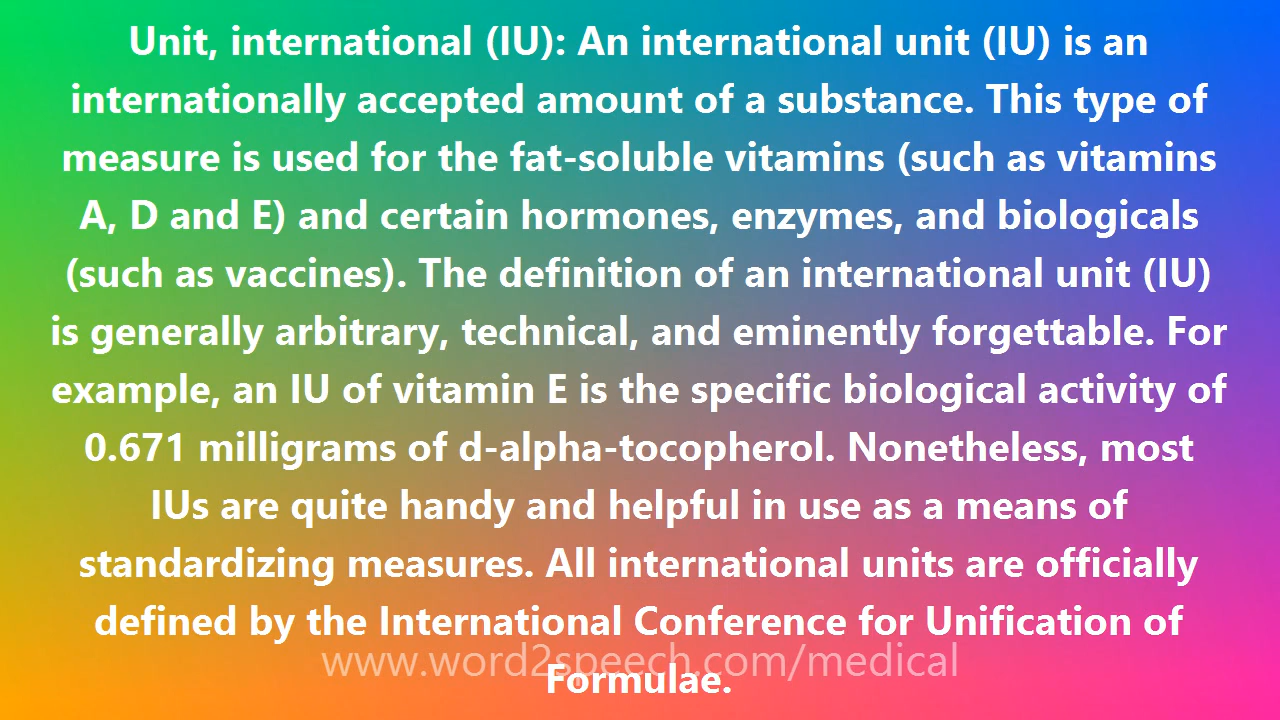 Unit, international (IU): An international unit (IU) is an
internationally accepted amount of a substance. This type of
measure is used for the fat-soluble vitamins (such as vitamins
A, D and E) and certain hormones, enzymes, and biologicals
(such as vaccines). The definition of an international unit (IU)
is generally arbitrary, technical, and eminently forgettable. For
example, an IU of vitamin E is the specific biological activity of
0.671 milligrams of d-alpha-tocopherol. Nonetheless, most
IUs are quite handy and helpful in use as a means of
standardizing measures. All international units are officially
defined by the International Conference for Unification of
www.word2speech.com/medical
Formulae.